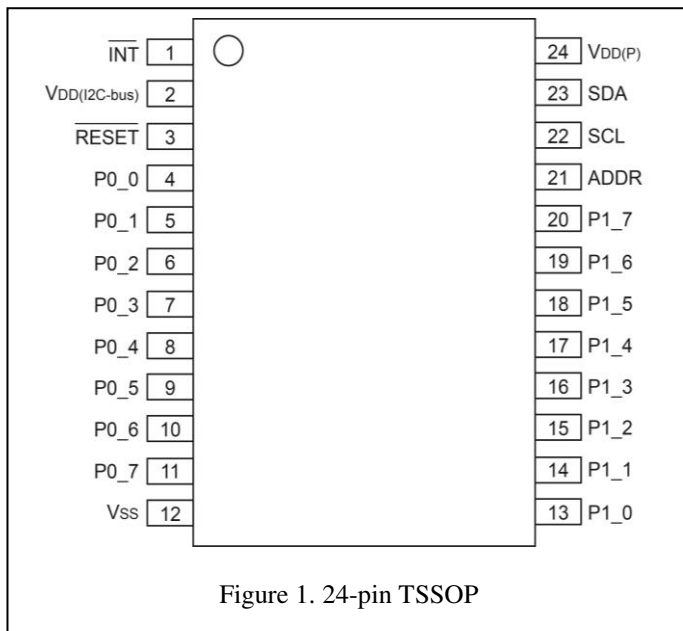 INT 1 24 VDD(P)
VDD(I2C-bus) 2 23 SDA
RESET 3 22 SCL
P0_0 4 21 ADDR
P0_1 5 20 P1_7
P0_2 6 19 P1_6
P0_3 7 18 P1_5
P0_4 8 17 P1_4
P0_5 9 16 P1_3
P0_6 10 15 P1_2
P0_7 11 14 P1_1
VSS 12 13 P1_0
Figure 1. 24-pin TSSOP